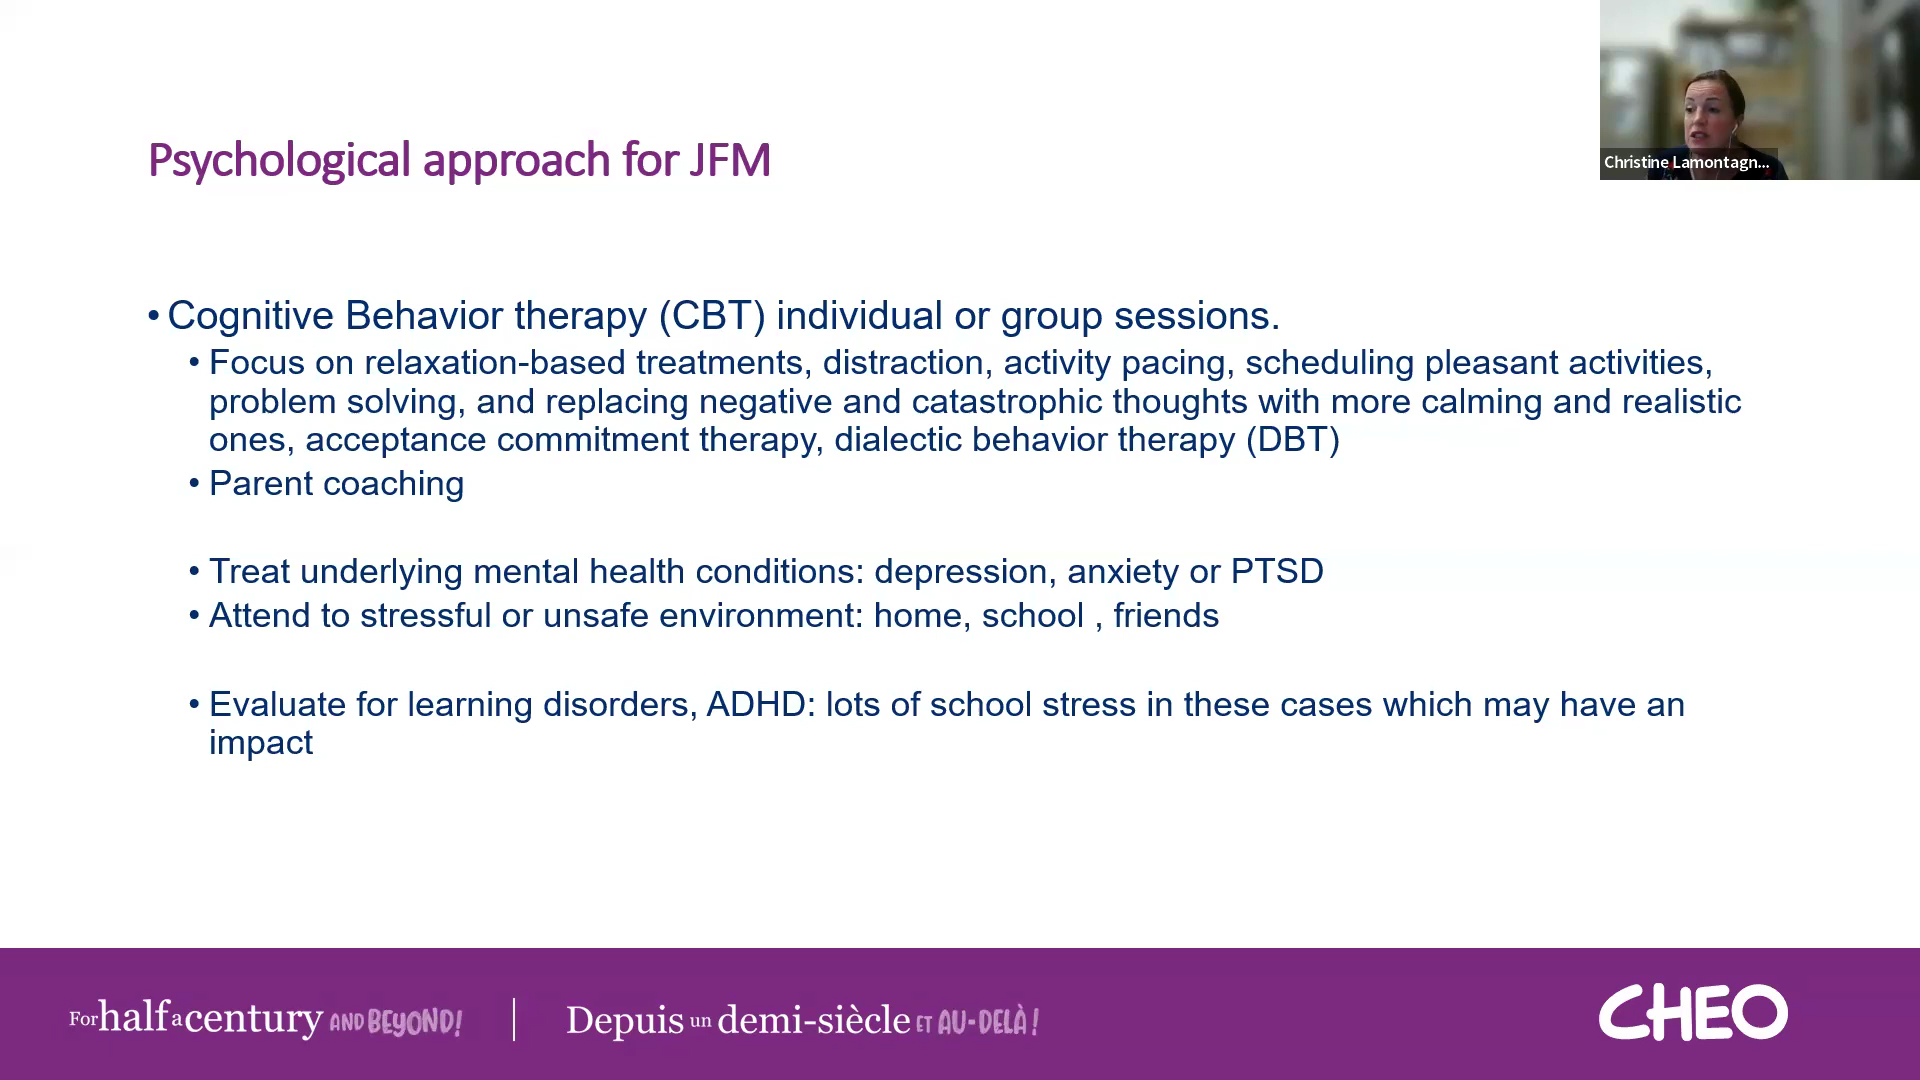 Christine Lamontagn...
Psychological approach for JFM
• Cognitive Behavior therapy (CBT) individual or group sessions.
• Focus on relaxation-based treatments, distraction, activity pacing, scheduling pleasant activities,
problem solving, and replacing negative and catastrophic thoughts with more calming and realistic
ones, acceptance commitment therapy, dialectic behavior therapy (DBT)
• Parent coaching
• Treat underlying mental health conditions: depression, anxiety or PTSD
• Attend to stressful or unsafe environment: home, school , friends
• Evaluate for learning disorders, ADHD: lots of school stress in these cases which may have an
impact
For half a century AND BEYOND! | Depuis un demi-siècle ET AU-DELÀ !
CHEO